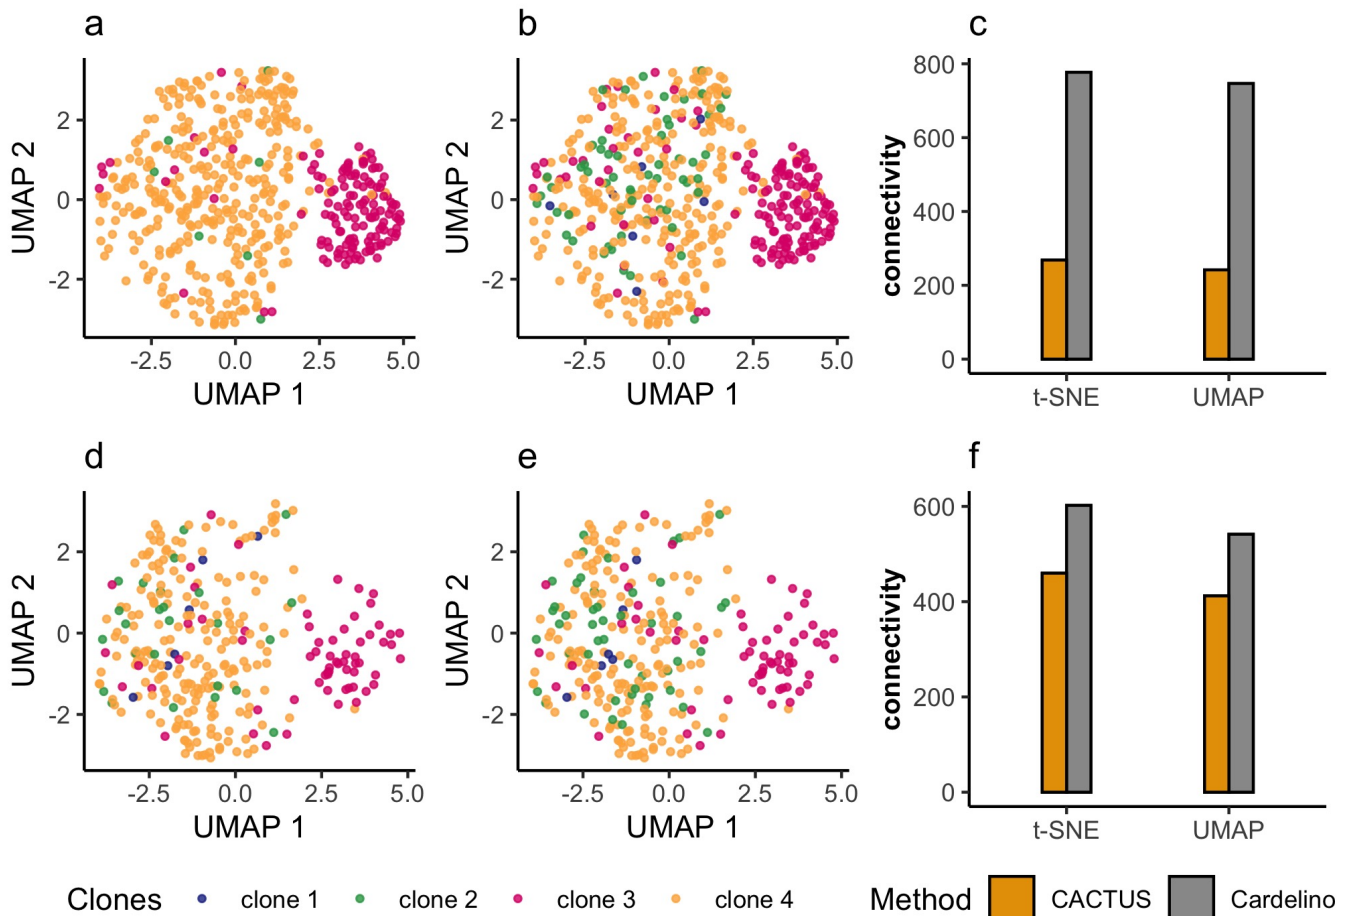 a
UMAP 2
2
0
-2
-2.5 0.0 2.5 5.0
UMAP 1
b
UMAP 2
2
0
-2
-2.5 0.0 2.5 5.0
UMAP 1
c
connectivity
800
600
400
200
0
t-SNE UMAP
d
UMAP 2
2
0
-2
-2.5 0.0 2.5 5.0
UMAP 1
e
UMAP 2
2
0
-2
-2.5 0.0 2.5 5.0
UMAP 1
f
connectivity
600
400
200
0
t-SNE UMAP
Clones clone 1 clone 2 clone 3 clone 4
Method CACTUS Cardelino